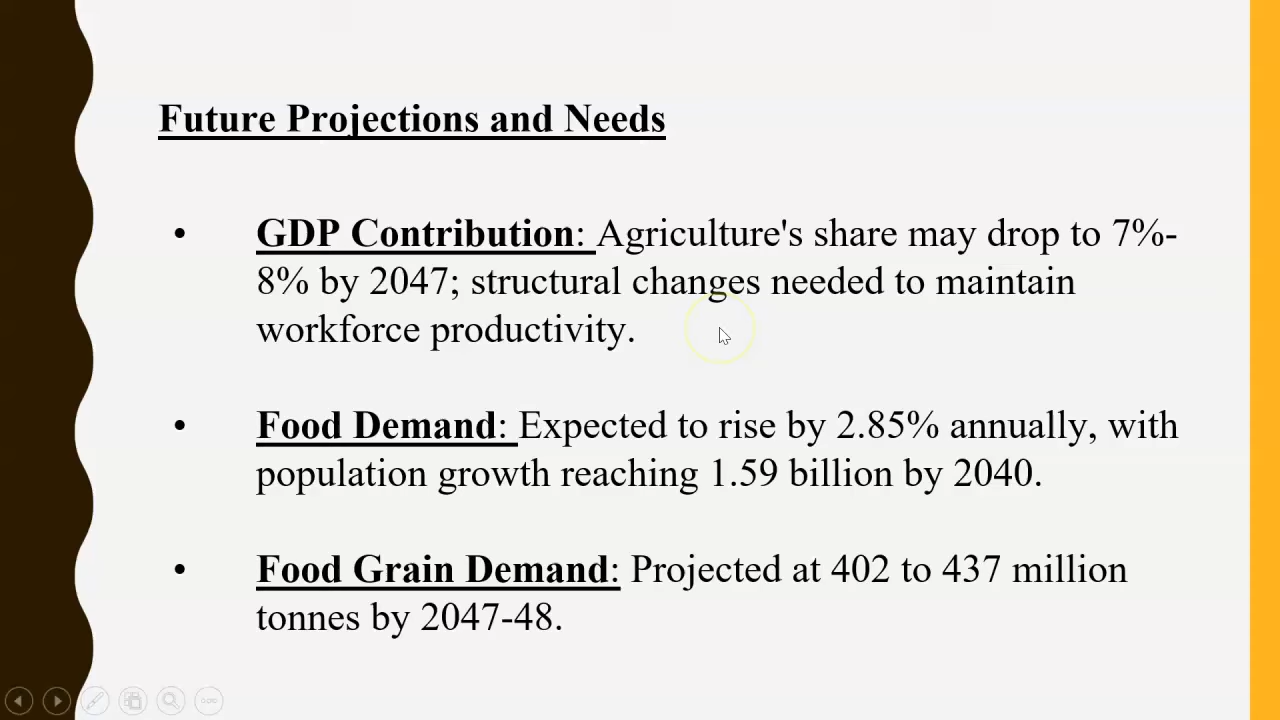 Future Projections and Needs
• GDP Contribution: Agriculture's share may drop to 7%-
8% by 2047; structural changes needed to maintain
workforce productivity.
• Food Demand: Expected to rise by 2.85% annually, with
population growth reaching 1.59 billion by 2040.
• Food Grain Demand: Projected at 402 to 437 million
tonnes by 2047-48.